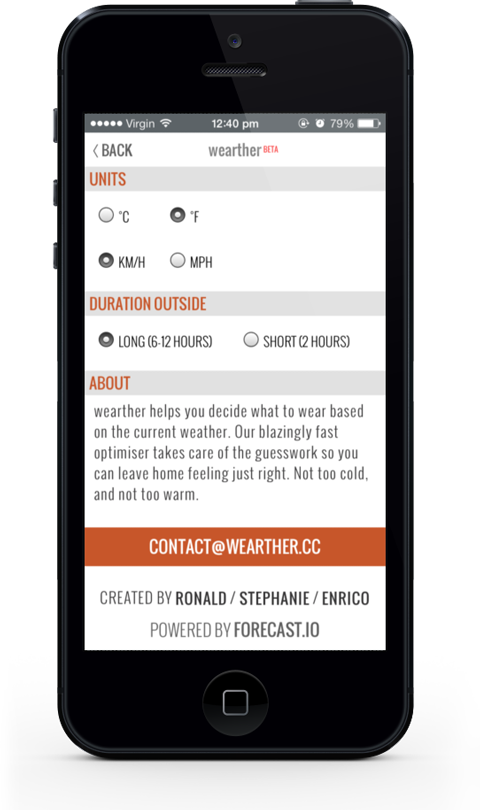 Virgin 12:40 pm 79%
BACK wearther BETA
UNITS
°C °F
KM/H MPH
DURATION OUTSIDE
LONG (6-12 HOURS) SHORT (2 HOURS)
ABOUT
wearther helps you decide what to wear based
on the current weather. Our blazingly fast
optimiser takes care of the guesswork so you
can leave home feeling just right. Not too cold,
and not too warm.
CONTACT@WEARTHER.CC
CREATED BY RONALD / STEPHANIE / ENRICO
POWERED BY FORECAST.IO